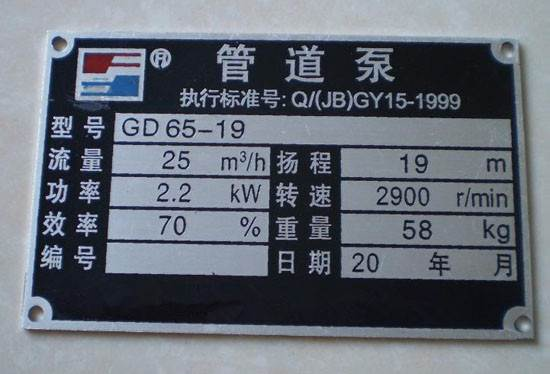 ® 管道泵
执行标准号: Q/(JB)GY15-1999
型号 GD 65-19
流量 25 m³/h 扬程 19 m
功率 2.2 kW 转速 2900 r/min
效率 70 % 重量 58 kg
编号 日期 20 年 月